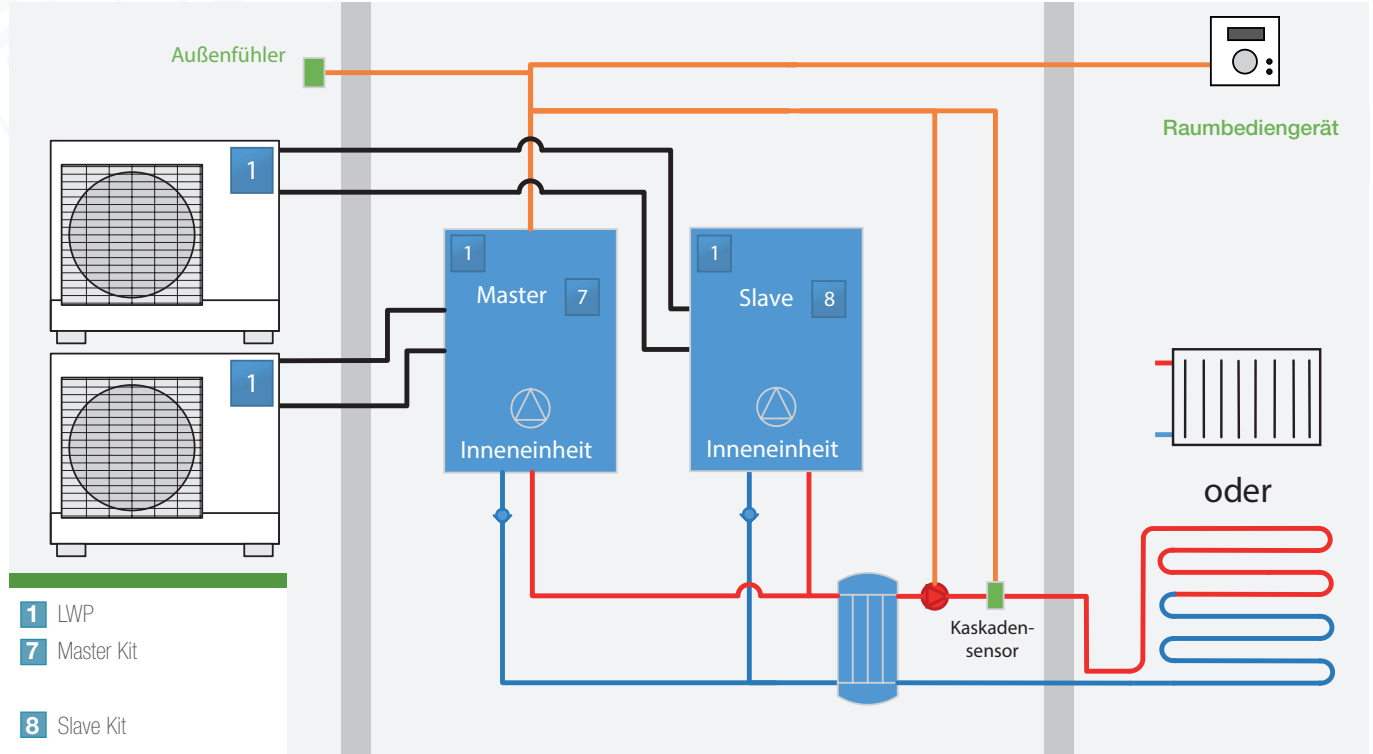 Außenfühler
Raumbediengerät
1
1
1
Master
7
Inneneinheit
1
Slave
8
Inneneinheit
oder
Kaskaden-
sensor
1 LWP
7 Master Kit
8 Slave Kit